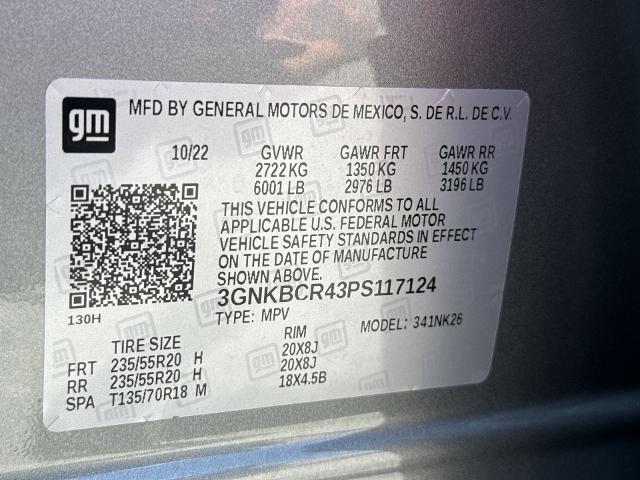 gm
MFD BY GENERAL MOTORS DE MEXICO, S. DE R.L. DE C.V.
10/22 GVWR GAWR FRT GAWR RR
2722 KG 1350 KG 1450 KG
6001 LB 2976 LB 3196 LB
THIS VEHICLE CONFORMS TO ALL
APPLICABLE U.S. FEDERAL MOTOR
VEHICLE SAFETY STANDARDS IN EFFECT
ON THE DATE OF MANUFACTURE
SHOWN ABOVE.
3GNKBCR43PS117124
130H
TYPE: MPV MODEL: 341NK26
TIRE SIZE RIM
FRT 235/55R20 H 20X8J
RR 235/55R20 H 20X8J
SPA T135/70R18 M 18X4.5B